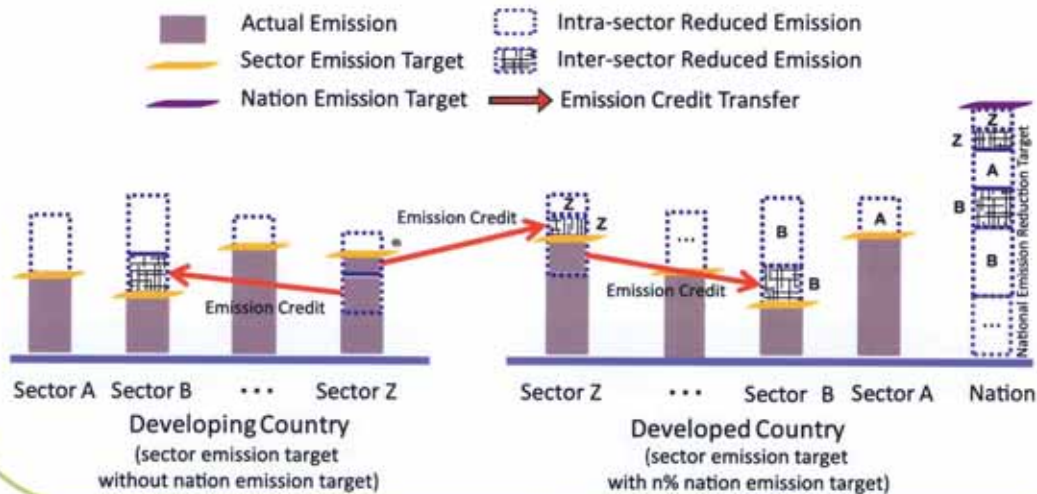 Actual Emission
Intra-sector Reduced Emission
Sector Emission Target
Inter-sector Reduced Emission
Nation Emission Target
Emission Credit Transfer
Emission Credit
Emission Credit
Z
Z
...
Emission Credit
B
B
A
Z
Z
A
B
B
...
National Emission Reduction Target
Sector A
Sector B
...
Sector Z
Sector Z
...
Sector B
Sector A
Nation
Developing Country
(sector emission target
without nation emission target)
Developed Country
(sector emission target
with n% nation emission target)